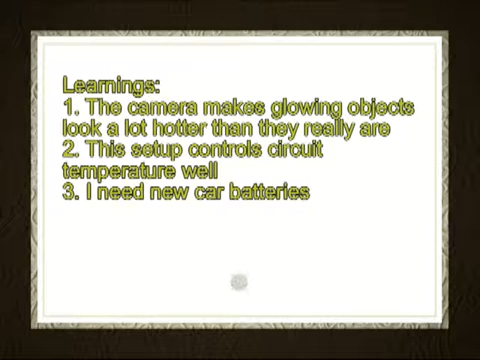 Learnings:
1. The camera makes glowing objects
look a lot hotter than they really are
2. This setup controls circuit
temperature well
3. I need new car batteries